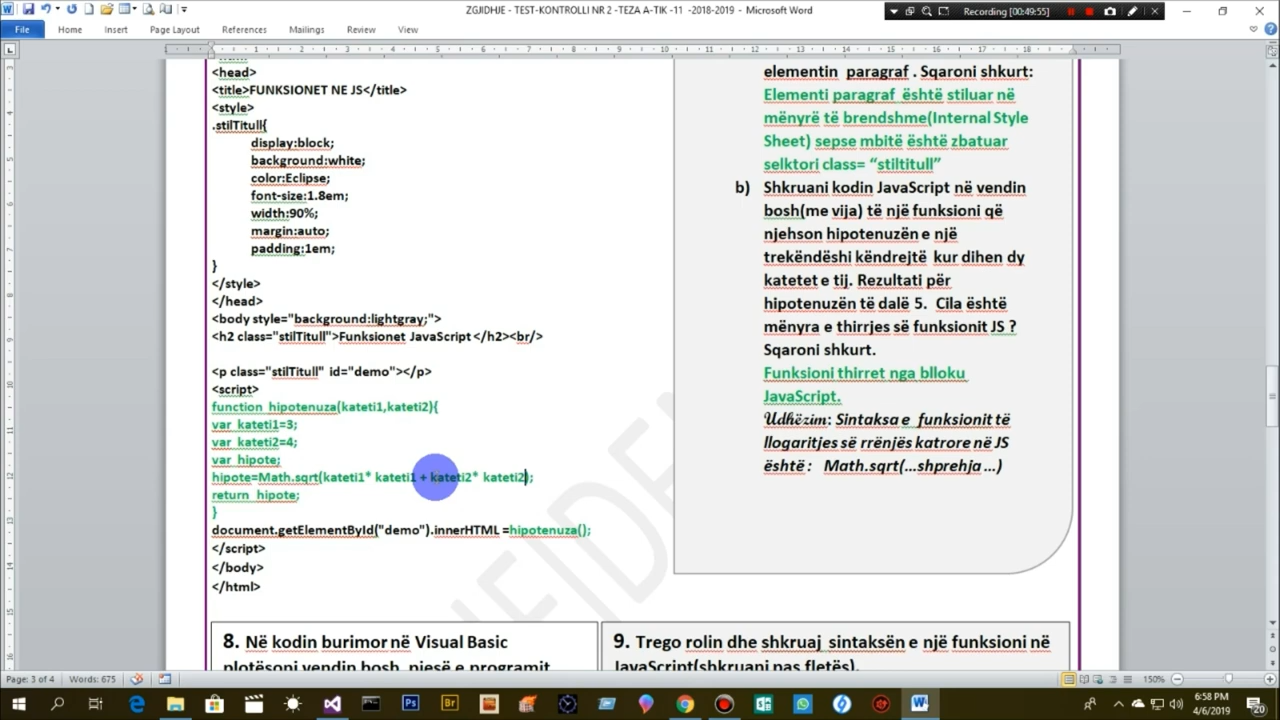 ZGJIDHJE - TEST-KONTROLLI NR 2 -TEZA A-TIK -11 -2018-2019 - Microsoft Word
Recording [00:49:55]
File Home Insert Page Layout References Mailings Review View
<head>
<title>FUNKSIONET NE JS</title>
<style>
.stilTitull{
display:block;
background:white;
color:Eclipse;
font-size:1.8em;
width:90%;
margin:auto;
padding:1em;
}
</style>
</head>
<body style="background:lightgray;">
<h2 class="stilTitull">Funksionet JavaScript </h2><br/>
<p class="stilTitull" id="demo"></p>
<script>
function hipotenuza(kateti1,kateti2){
var kateti1=3;
var kateti2=4;
var hipote;
hipote=Math.sqrt(kateti1* kateti1 + kateti2* kateti2);
return hipote;
}
document.getElementById("demo").innerHTML =hipotenuza();
</script>
</body>
</html>
elementin paragraf . Sqaroni shkurt:
Elementi paragraf është stiluar në
mënyrë të brendshme(Internal Style
Sheet) sepse mbitë është zbatuar
selktori class= “stiltitull”
b) Shkruani kodin JavaScript në vendin
bosh(me vija) të një funksioni që
njehson hipotenuzën e një
trekëndëshi këndrejtë kur dihen dy
katetet e tij. Rezultati për
hipotenuzën të dalë 5. Cila është
mënyra e thirrjes së funksionit JS ?
Sqaroni shkurt.
Funksioni thirret nga blloku
JavaScript.
Udhëzim: Sintaksa e funksionit të
llogaritjes së rrënjës katrore në JS
është : Math.sqrt(...shprehja ...)
8. Në kodin burimor në Visual Basic
plotësoni vendin bosh, pjesë e programit
9. Trego rolin dhe shkruaj sintaksën e një funksioni në
JavaScript(shkruani pas fletës).
Page: 3 of 4 Words: 675
150%
6:58 PM
4/6/2019
20